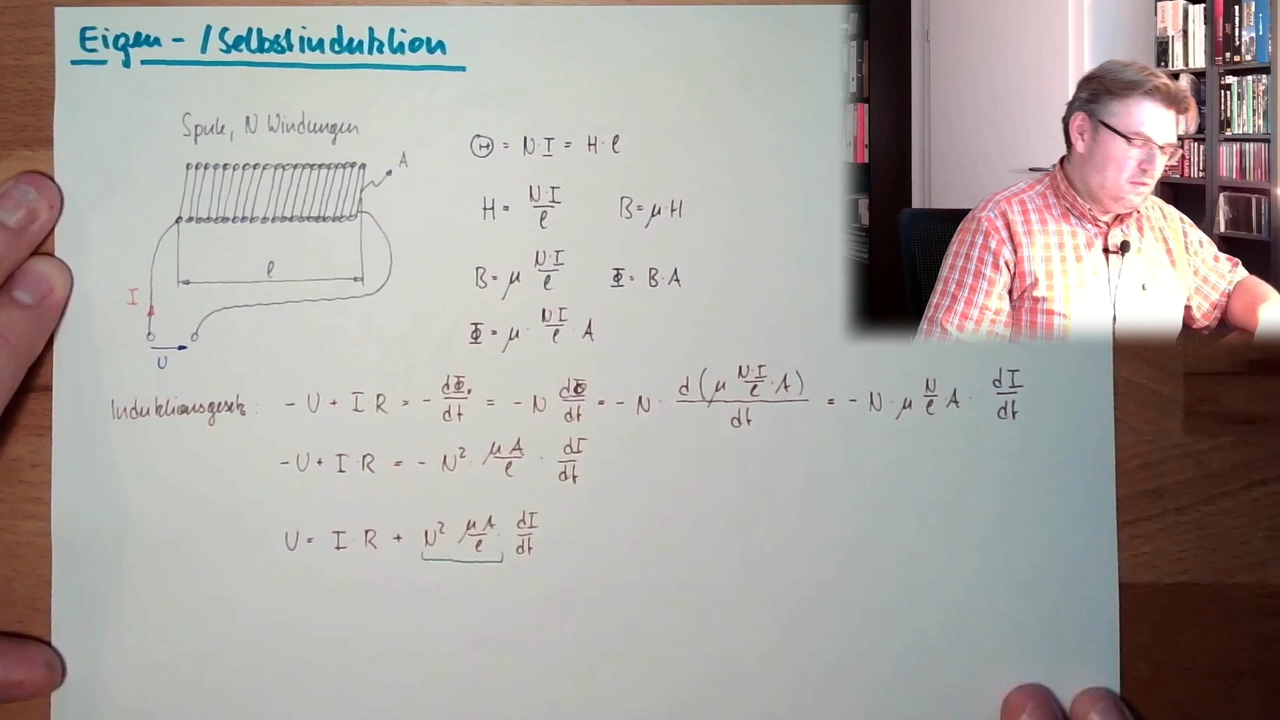 Eigen- / Selbstinduktion
Spule, N Windungen
A
l
I
U
Θ = N·I = H·l
H = N·I/l   B = μ·H
B = μ N·I/l   Φ = B·A
Φ = μ · N·I/l · A
Induktionsgesetz: -U + I·R = - dΦ/dt = -N dΦ/dt = -N · d(μ N·I/l · A)/dt = -N·μ N/l A · dI/dt
-U + I·R = -N² μA/l · dI/dt
U = I·R + N² μA/l · dI/dt